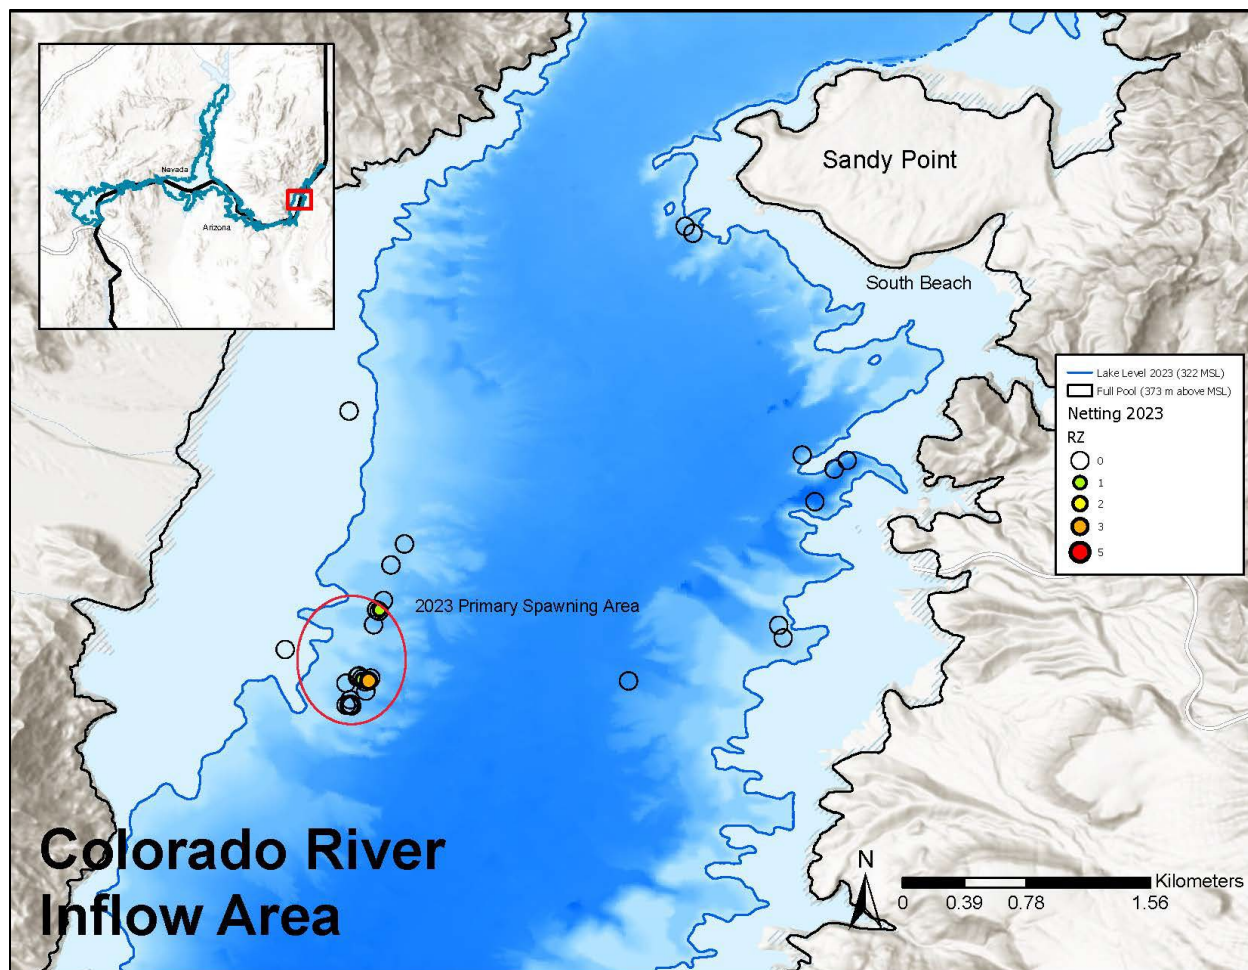 Nevada
Arizona
Sandy Point
South Beach
Lake Level 2023 (322 MSL)
Full Pool (373 m above MSL)
Netting 2023
RZ
0
1
2
3
5
2023 Primary Spawning Area
Colorado River
Inflow Area
N
Kilometers
0 0.39 0.78 1.56